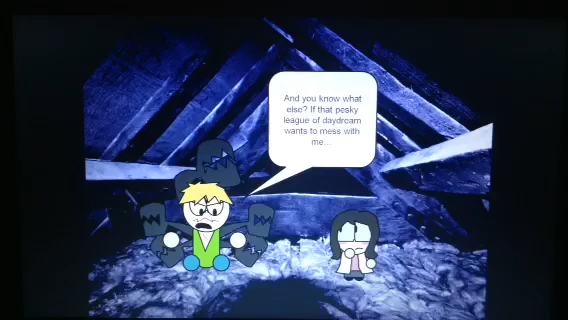 And you know what
else? If that pesky
league of daydream
wants to mess with
me...